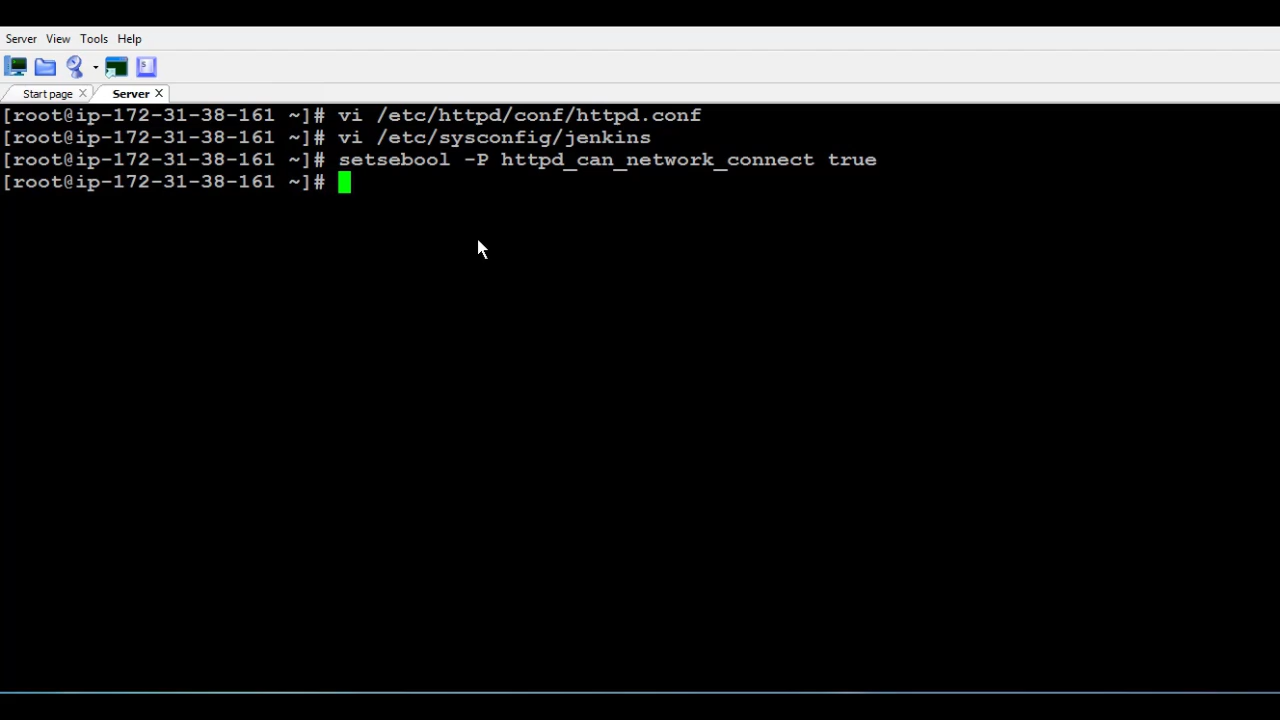 Server View Tools Help
Start page X Server X
[root@ip-172-31-38-161 ~]# vi /etc/httpd/conf/httpd.conf
[root@ip-172-31-38-161 ~]# vi /etc/sysconfig/jenkins
[root@ip-172-31-38-161 ~]# setsebool -P httpd_can_network_connect true
[root@ip-172-31-38-161 ~]#